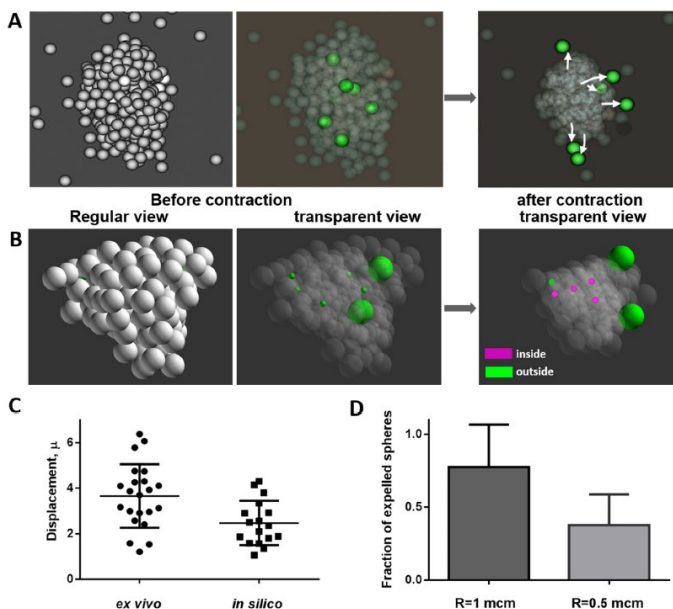 A
Before contraction
after contraction
Regular view
transparent view
transparent view
B
inside
outside
C
D
Displacement, μ
6
4
2
0
ex vivo
in silico
Fraction of expelled spheres
1.0
0.5
0.0
R=1 mcm
R=0.5 mcm